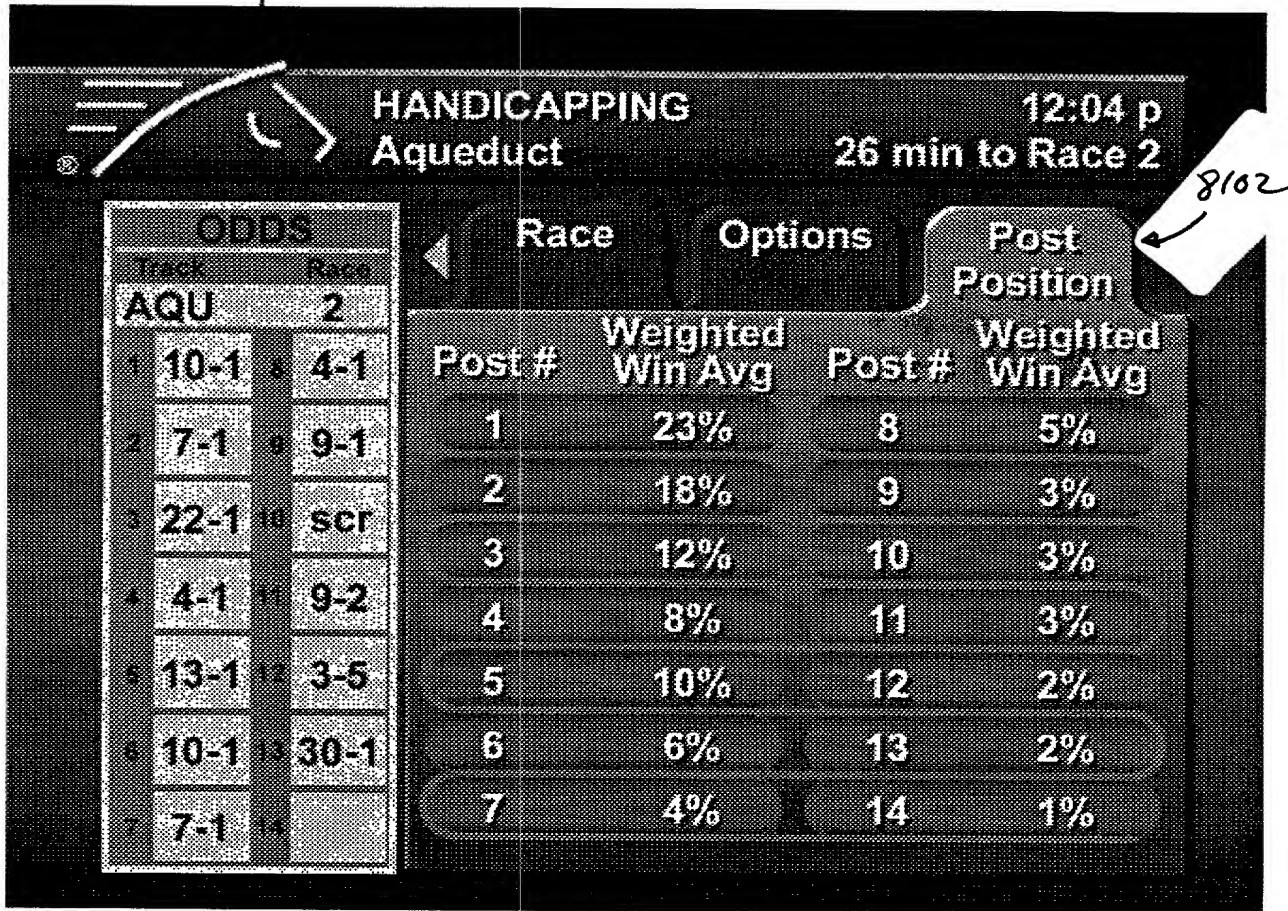 HANDICAPPING 12:04 p
Aqueduct 26 min to Race 2
®
8102
ODDS
Track Race
AQU 2
1 10-1 8 4-1
2 7-1 9 9-1
3 22-1 10 scr
4 4-1 11 9-2
5 13-1 12 3-5
6 10-1 13 30-1
7 7-1 14
Race Options Post Position
Post # Weighted Win Avg Post # Weighted Win Avg
1 23% 8 5%
2 18% 9 3%
3 12% 10 3%
4 8% 11 3%
5 10% 12 2%
6 6% 13 2%
7 4% 14 1%